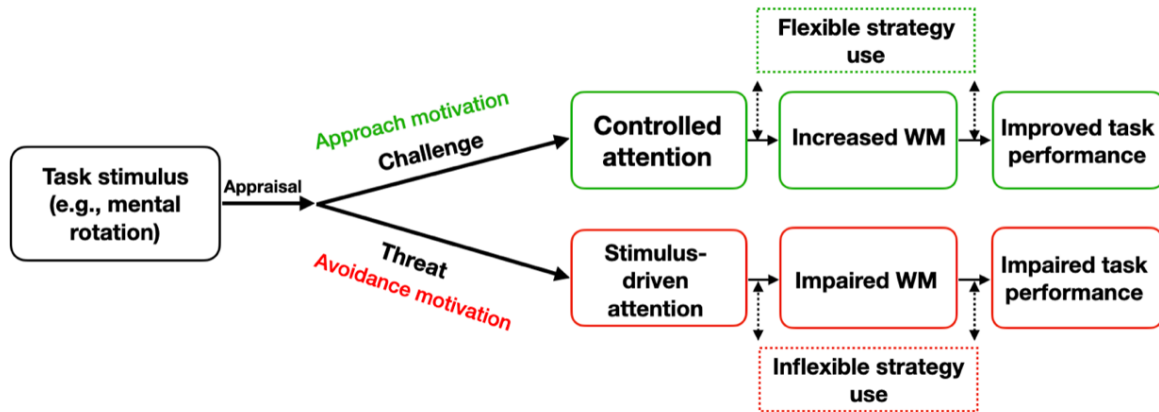 Flexible strategy
use
Approach motivation
Challenge
Controlled
attention
Increased WM
Improved task
performance
Task stimulus
(e.g., mental
rotation)
Appraisal
Threat
Avoidance motivation
Stimulus-
driven
attention
Impaired WM
Impaired task
performance
Inflexible strategy
use